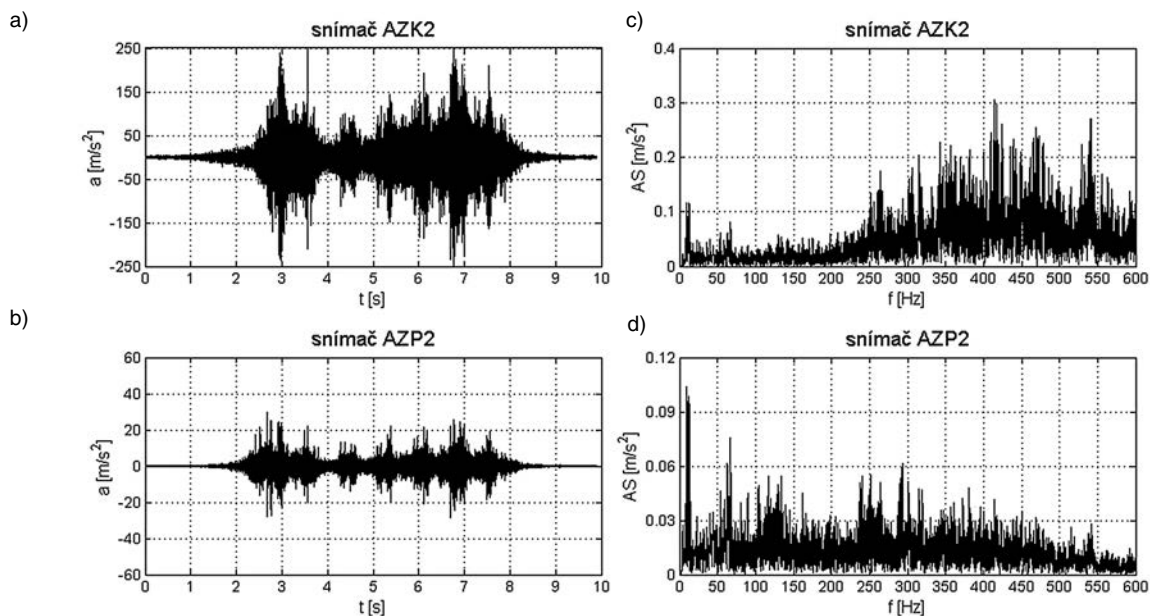 a)
snímač AZK2
250
150
50
-50
-150
-250
a [m/s²]
0 1 2 3 4 5 6 7 8 9 10
t [s]
b)
snímač AZP2
60
40
20
0
-20
-40
-60
a [m/s²]
0 1 2 3 4 5 6 7 8 9 10
t [s]
c)
snímač AZK2
0.4
0.3
0.2
0.1
0
AS [m/s²]
0 50 100 150 200 250 300 350 400 450 500 550 600
f [Hz]
d)
snímač AZP2
0.12
0.09
0.06
0.03
0
AS [m/s²]
0 50 100 150 200 250 300 350 400 450 500 550 600
f [Hz]